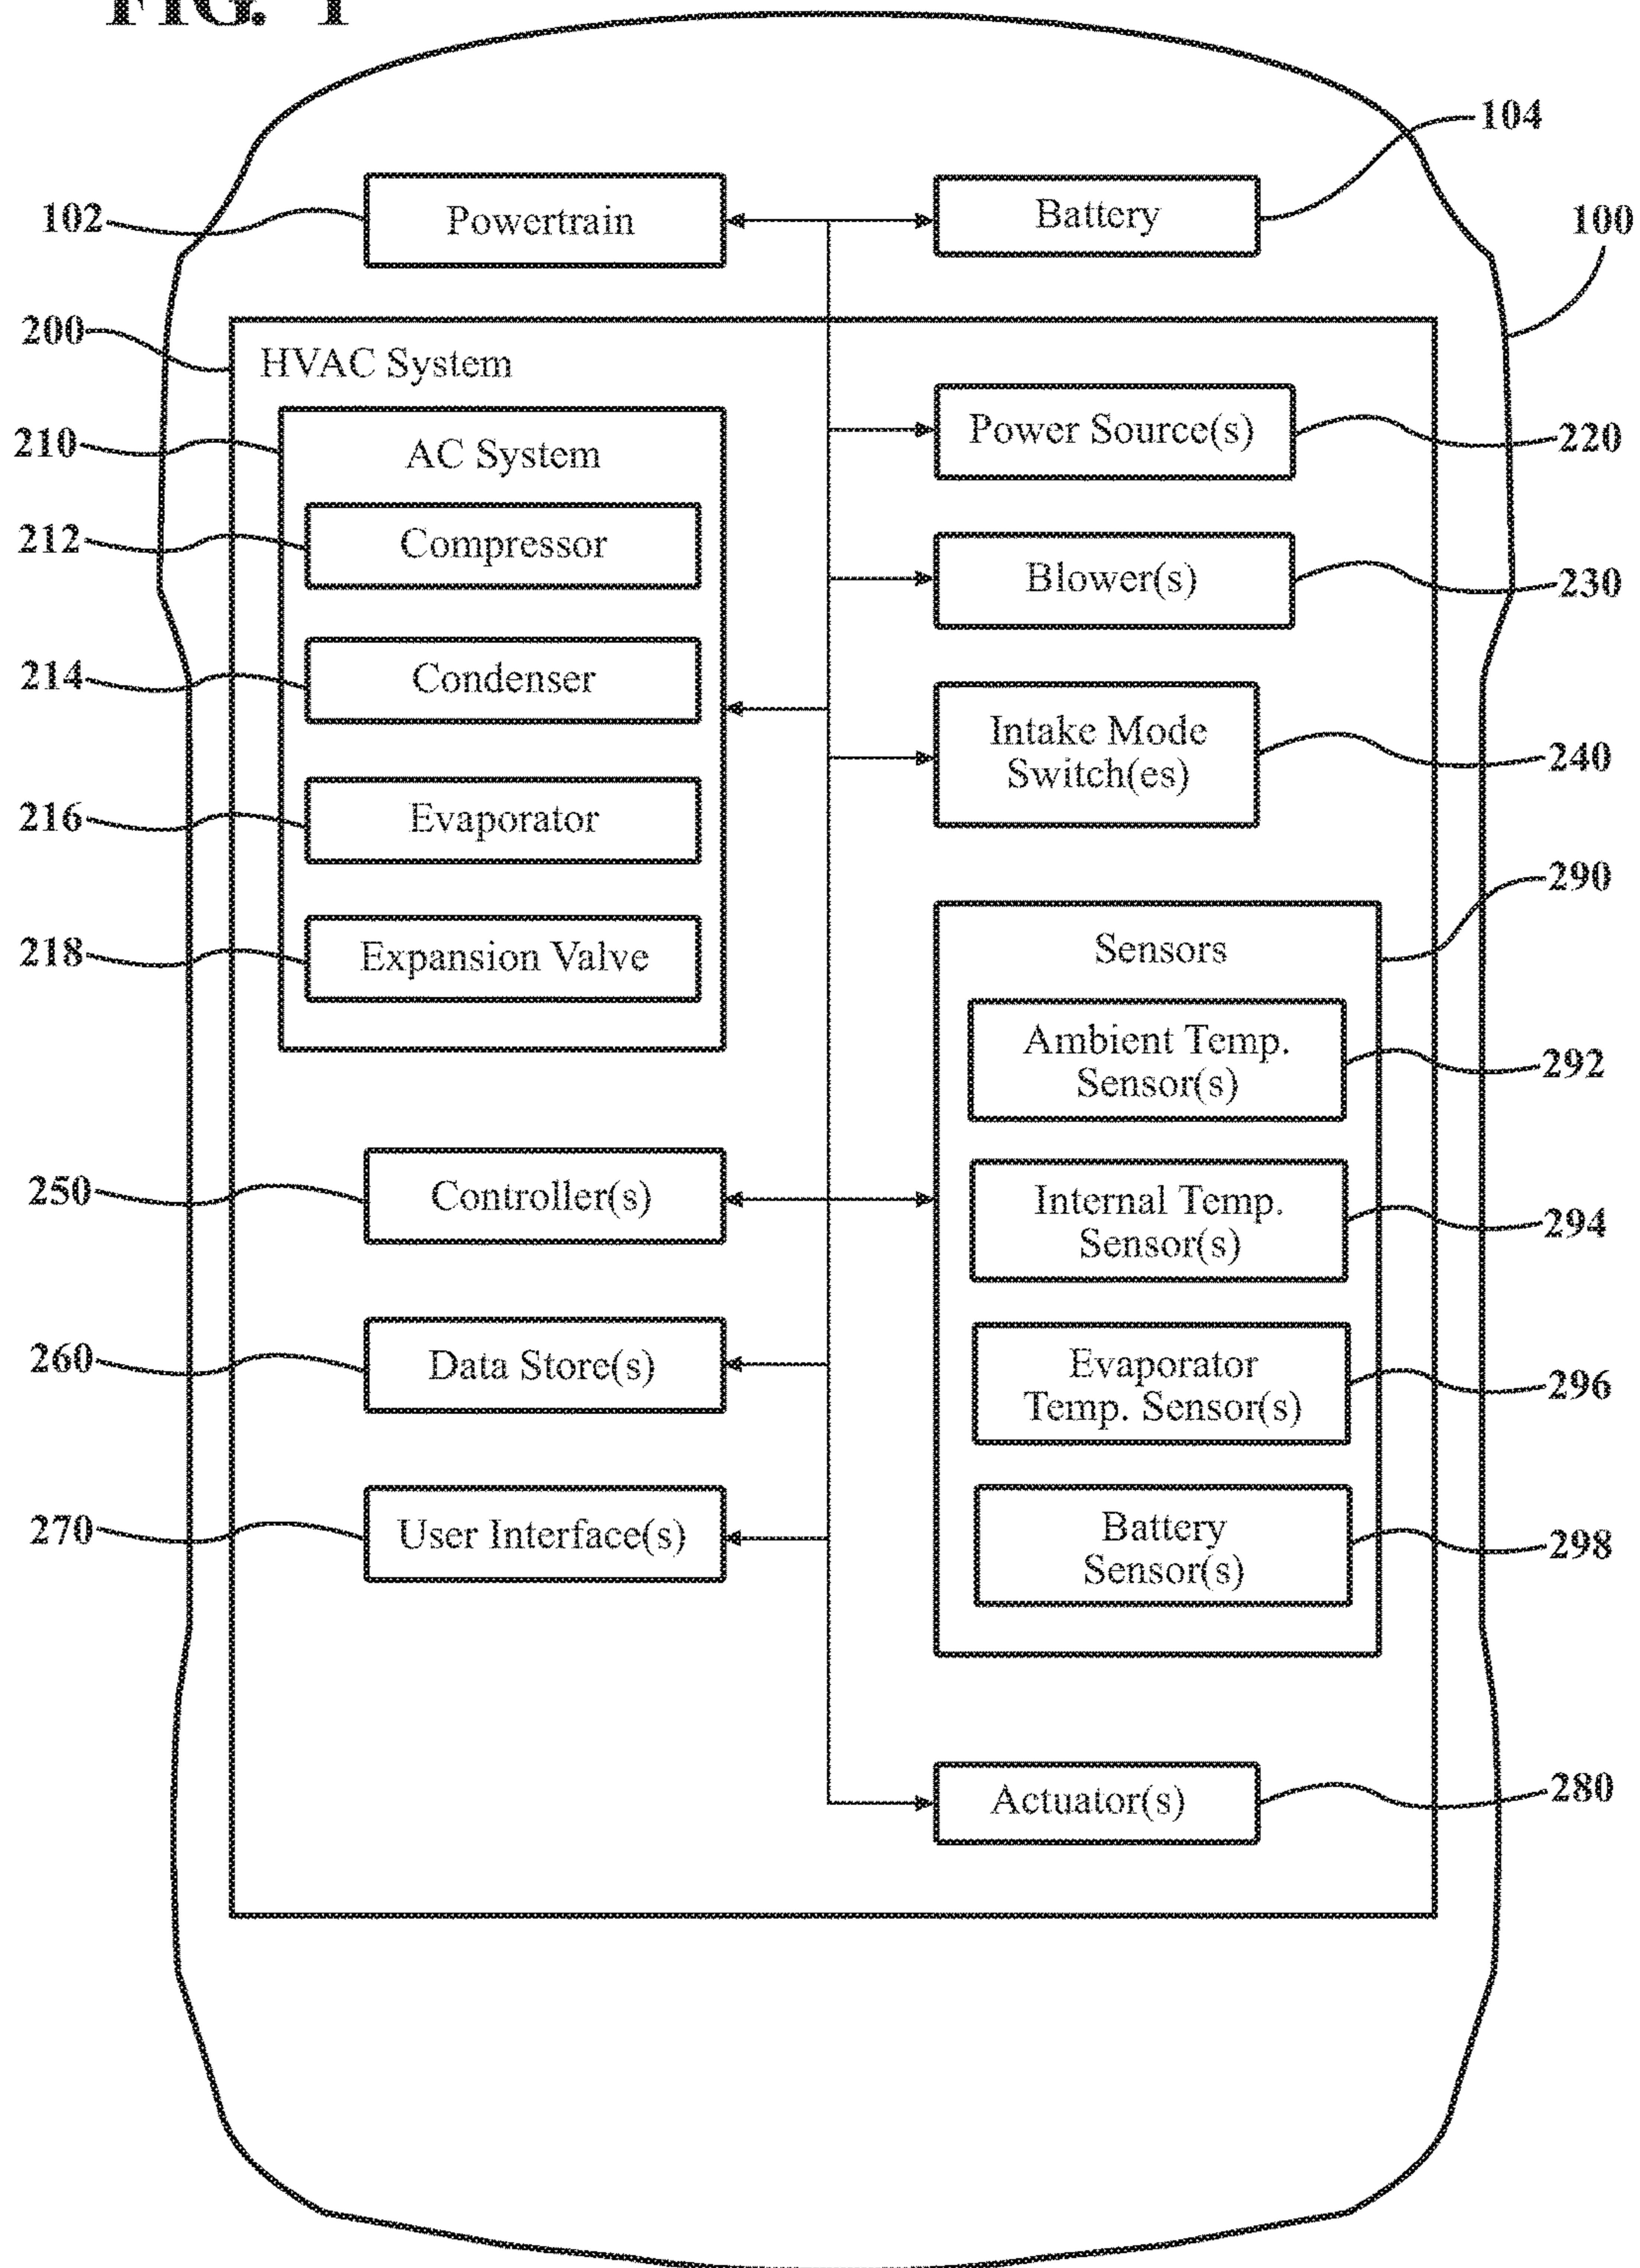 FIG. 1
104
102
Powertrain
Battery
100
200
HVAC System
210
AC System
Power Source(s)
220
212
Compressor
Blower(s)
230
214
Condenser
Intake Mode
Switch(es)
240
216
Evaporator
290
218
Expansion Valve
Sensors
Ambient Temp.
Sensor(s)
292
250
Controller(s)
Internal Temp.
Sensor(s)
294
260
Data Store(s)
Evaporator
Temp. Sensor(s)
296
270
User Interface(s)
Battery
Sensor(s)
298
Actuator(s)
280